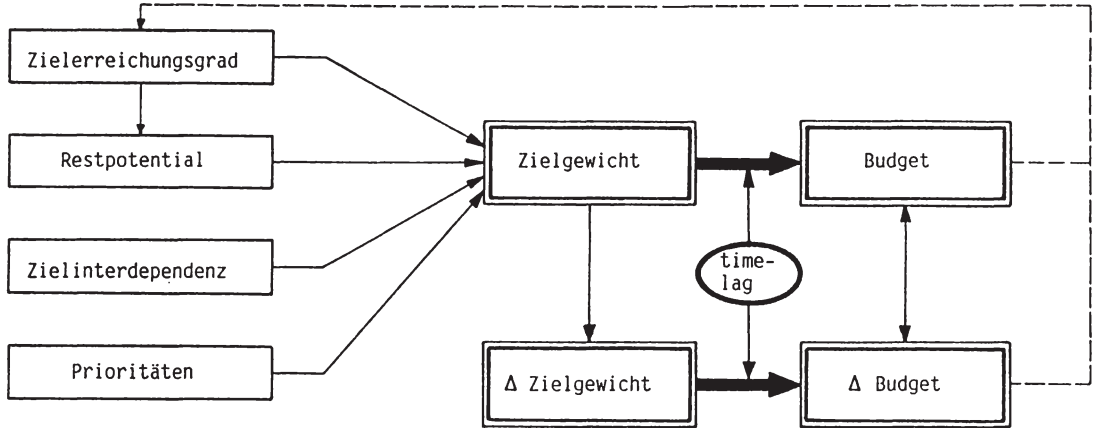 Zielerreichungsgrad
Restpotential
Zielinterdependenz
Prioritäten
Zielgewicht
Budget
time-
lag
Δ Zielgewicht
Δ Budget